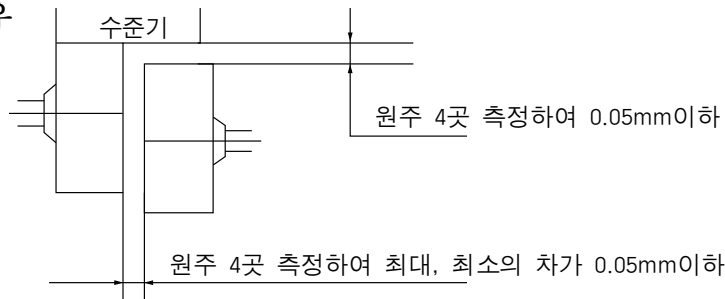 우
수준기
원주 4곳 측정하여 0.05mm이하
원주 4곳 측정하여 최대, 최소의 차가 0.05mm이하